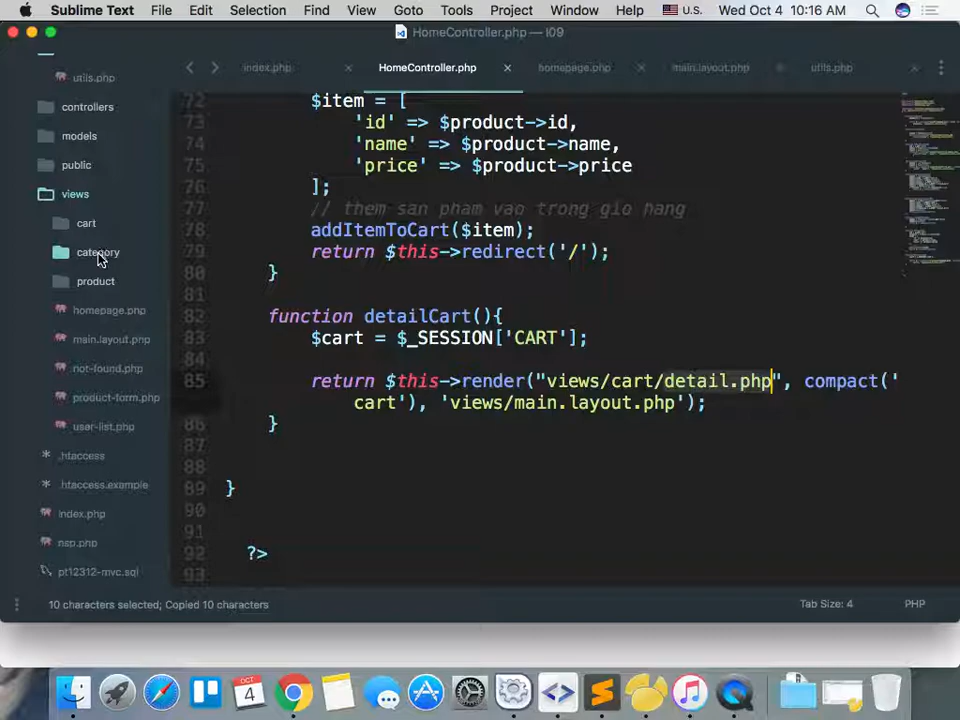 Sublime Text File Edit Selection Find View Goto Tools Project Window Help U.S. Wed Oct 4 10:16 AM
HomeController.php — l09
index.php HomeController.php homepage.php main.layout.php utils.php
utils.php
controllers
models
public
views
cart
category
product
homepage.php
main.layout.php
not-found.php
product-form.php
user-list.php
.htaccess
.htaccess.example
index.php
nsp.php
pt12312-mvc.sql
72 $item = [
73 'id' => $product->id,
74 'name' => $product->name,
75 'price' => $product->price
76 ];
77 // them san pham vao trong gio hang
78 addItemToCart($item);
79 return $this->redirect('/');
80 }
81
82 function detailCart(){
83 $cart = $_SESSION['CART'];
84
85 return $this->render("views/cart/detail.php", compact('
cart'), 'views/main.layout.php');
86 }
87
88
89 }
90
91
92 ?>
93
10 characters selected; Copied 10 characters Tab Size: 4 PHP
OCT
4